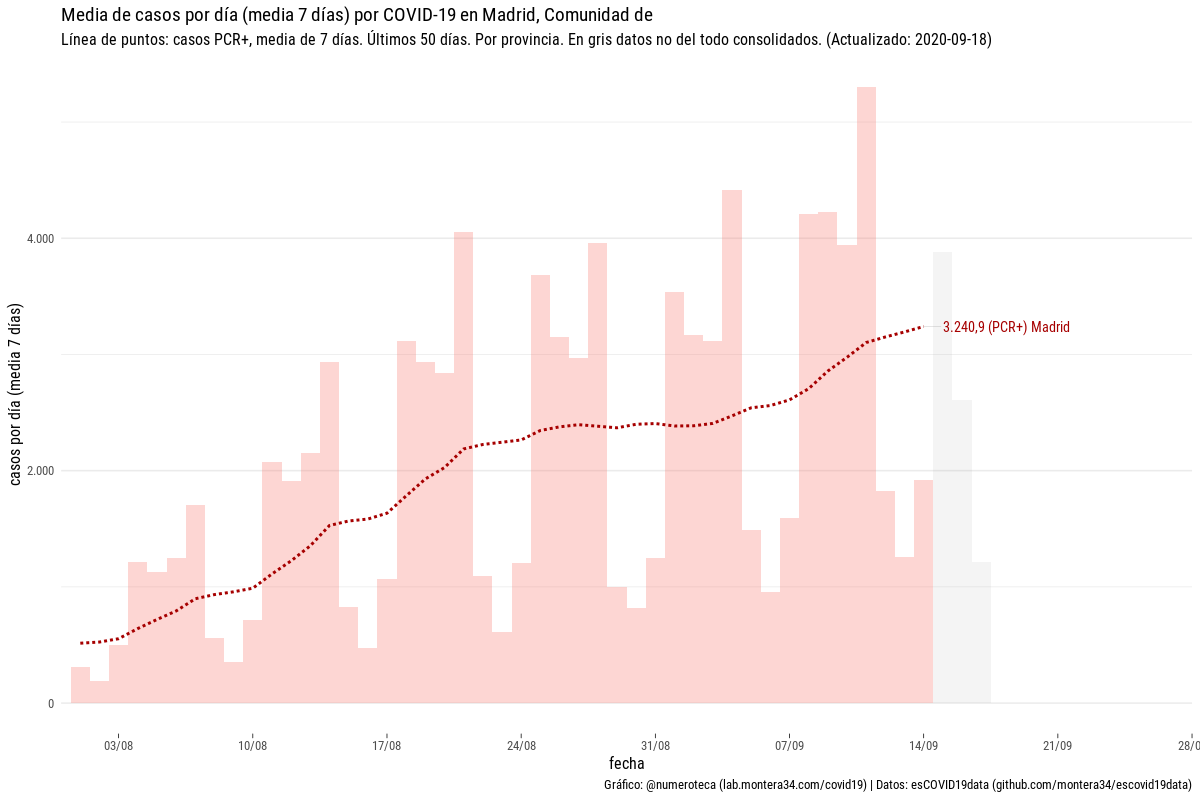 Media de casos por día (media 7 días) por COVID-19 en Madrid, Comunidad de
Línea de puntos: casos PCR+, media de 7 días. Últimos 50 días. Por provincia. En gris datos no del todo consolidados. (Actualizado: 2020-09-18)
casos por día (media 7 días)
4.000
2.000
0
3.240,9 (PCR+) Madrid
03/08 10/08 17/08 24/08 31/08 07/09 14/09 21/09 28/0
fecha
Gráfico: @numeroteca (lab.montera34.com/covid19) | Datos: esCOVID19data (github.com/montera34/escovid19data)